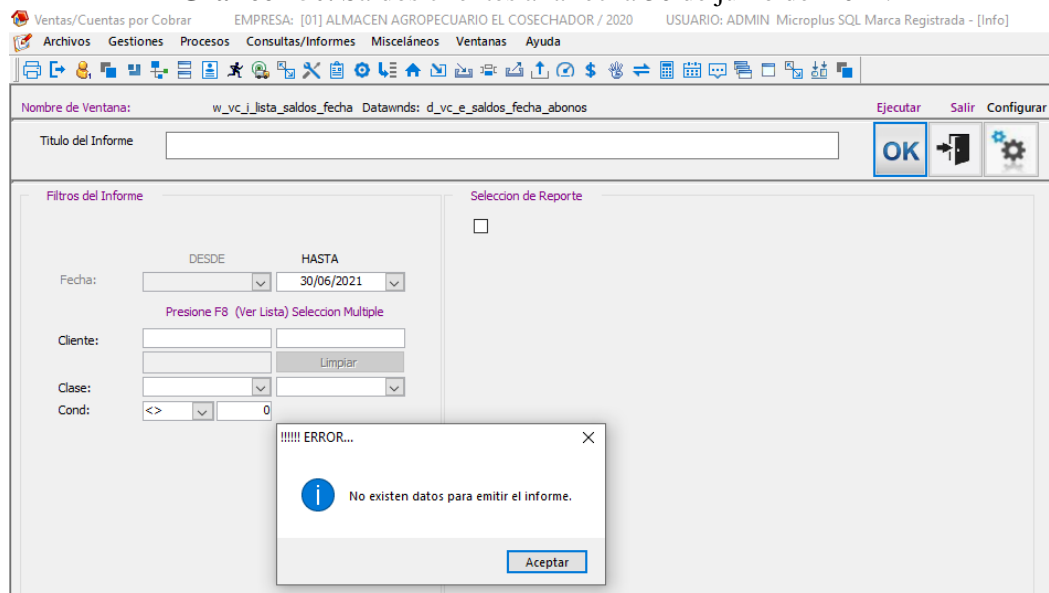 Ventas/Cuentas por Cobrar EMPRESA: [01] ALMACEN AGROPECUARIO EL COSECHADOR / 2020 USUARIO: ADMIN Microplus SQL Marca Registrada - [Info]
Archivos Gestiones Procesos Consultas/Informes Misceláneos Ventanas Ayuda
Nombre de Ventana: w_vc_i_lista_saldos_fecha Datawnds: d_vc_e_saldos_fecha_abonos Ejecutar Salir Configurar
Titulo del Informe OK
Filtros del Informe Seleccion de Reporte
DESDE HASTA
Fecha: 30/06/2021
Presione F8 (Ver Lista) Seleccion Multiple
Cliente:
Limpiar
Clase:
Cond: <> 0
!!!!!! ERROR...
No existen datos para emitir el informe.
Aceptar